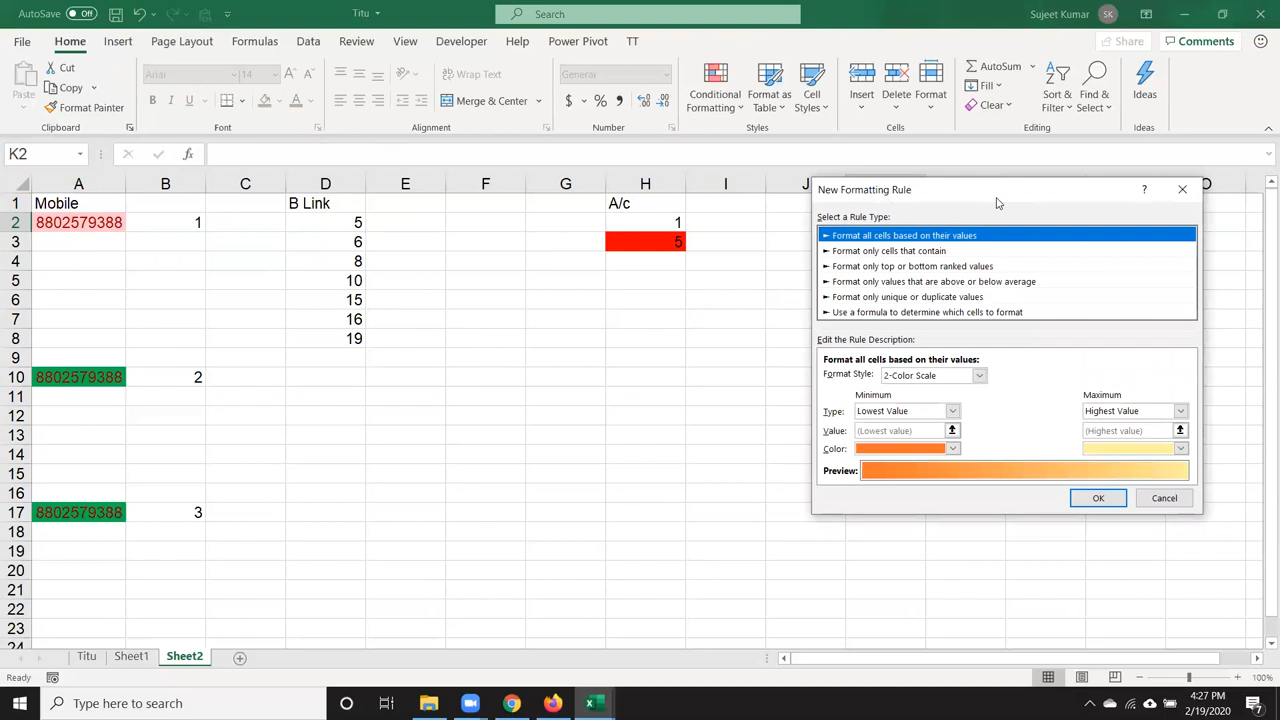 AutoSave Off Titu Search Sujeet Kumar SK
File Home Insert Draw Page Layout Formulas Data Review View Developer Help Power Pivot TT Share Comments
Paste Cut Copy Format Painter
Arial 14 A A
B I U
Wrap Text
Merge & Center
General
$ % ,
Conditional Formatting Format as Table Cell Styles
Insert Delete Format
AutoSum Fill Clear
Sort & Filter Find & Select
Ideas
Clipboard Font Alignment Number Styles Cells Editing Ideas
K2 fx
A B C D E F G H I J O
1 Mobile B Link A/c
2 8802579388 1 5 1
3 6 5
4 8
5 10
6 15
7 16
8 19
9
10 8802579388 2
11
12
13
14
15
16
17 8802579388 3
18
19
20
21
22
23
24
New Formatting Rule ?
Select a Rule Type:
► Format all cells based on their values
► Format only cells that contain
► Format only top or bottom ranked values
► Format only values that are above or below average
► Format only unique or duplicate values
► Use a formula to determine which cells to format
Edit the Rule Description:
Format all cells based on their values:
Format Style: 2-Color Scale
Minimum Maximum
Type: Lowest Value Highest Value
Value: (Lowest value) (Highest value)
Color:
Preview:
OK Cancel
Titu Sheet1 Sheet2
Ready 100%
Type here to search
4:27 PM
2/19/2020
7